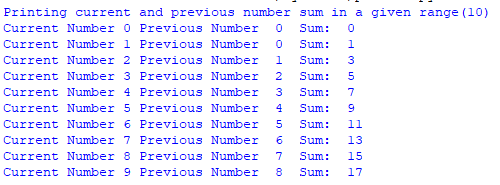 Printing current and previous number sum in a given range(10)
Current Number 0 Previous Number  0  Sum:  0
Current Number 1 Previous Number  0  Sum:  1
Current Number 2 Previous Number  1  Sum:  3
Current Number 3 Previous Number  2  Sum:  5
Current Number 4 Previous Number  3  Sum:  7
Current Number 5 Previous Number  4  Sum:  9
Current Number 6 Previous Number  5  Sum:  11
Current Number 7 Previous Number  6  Sum:  13
Current Number 8 Previous Number  7  Sum:  15
Current Number 9 Previous Number  8  Sum:  17